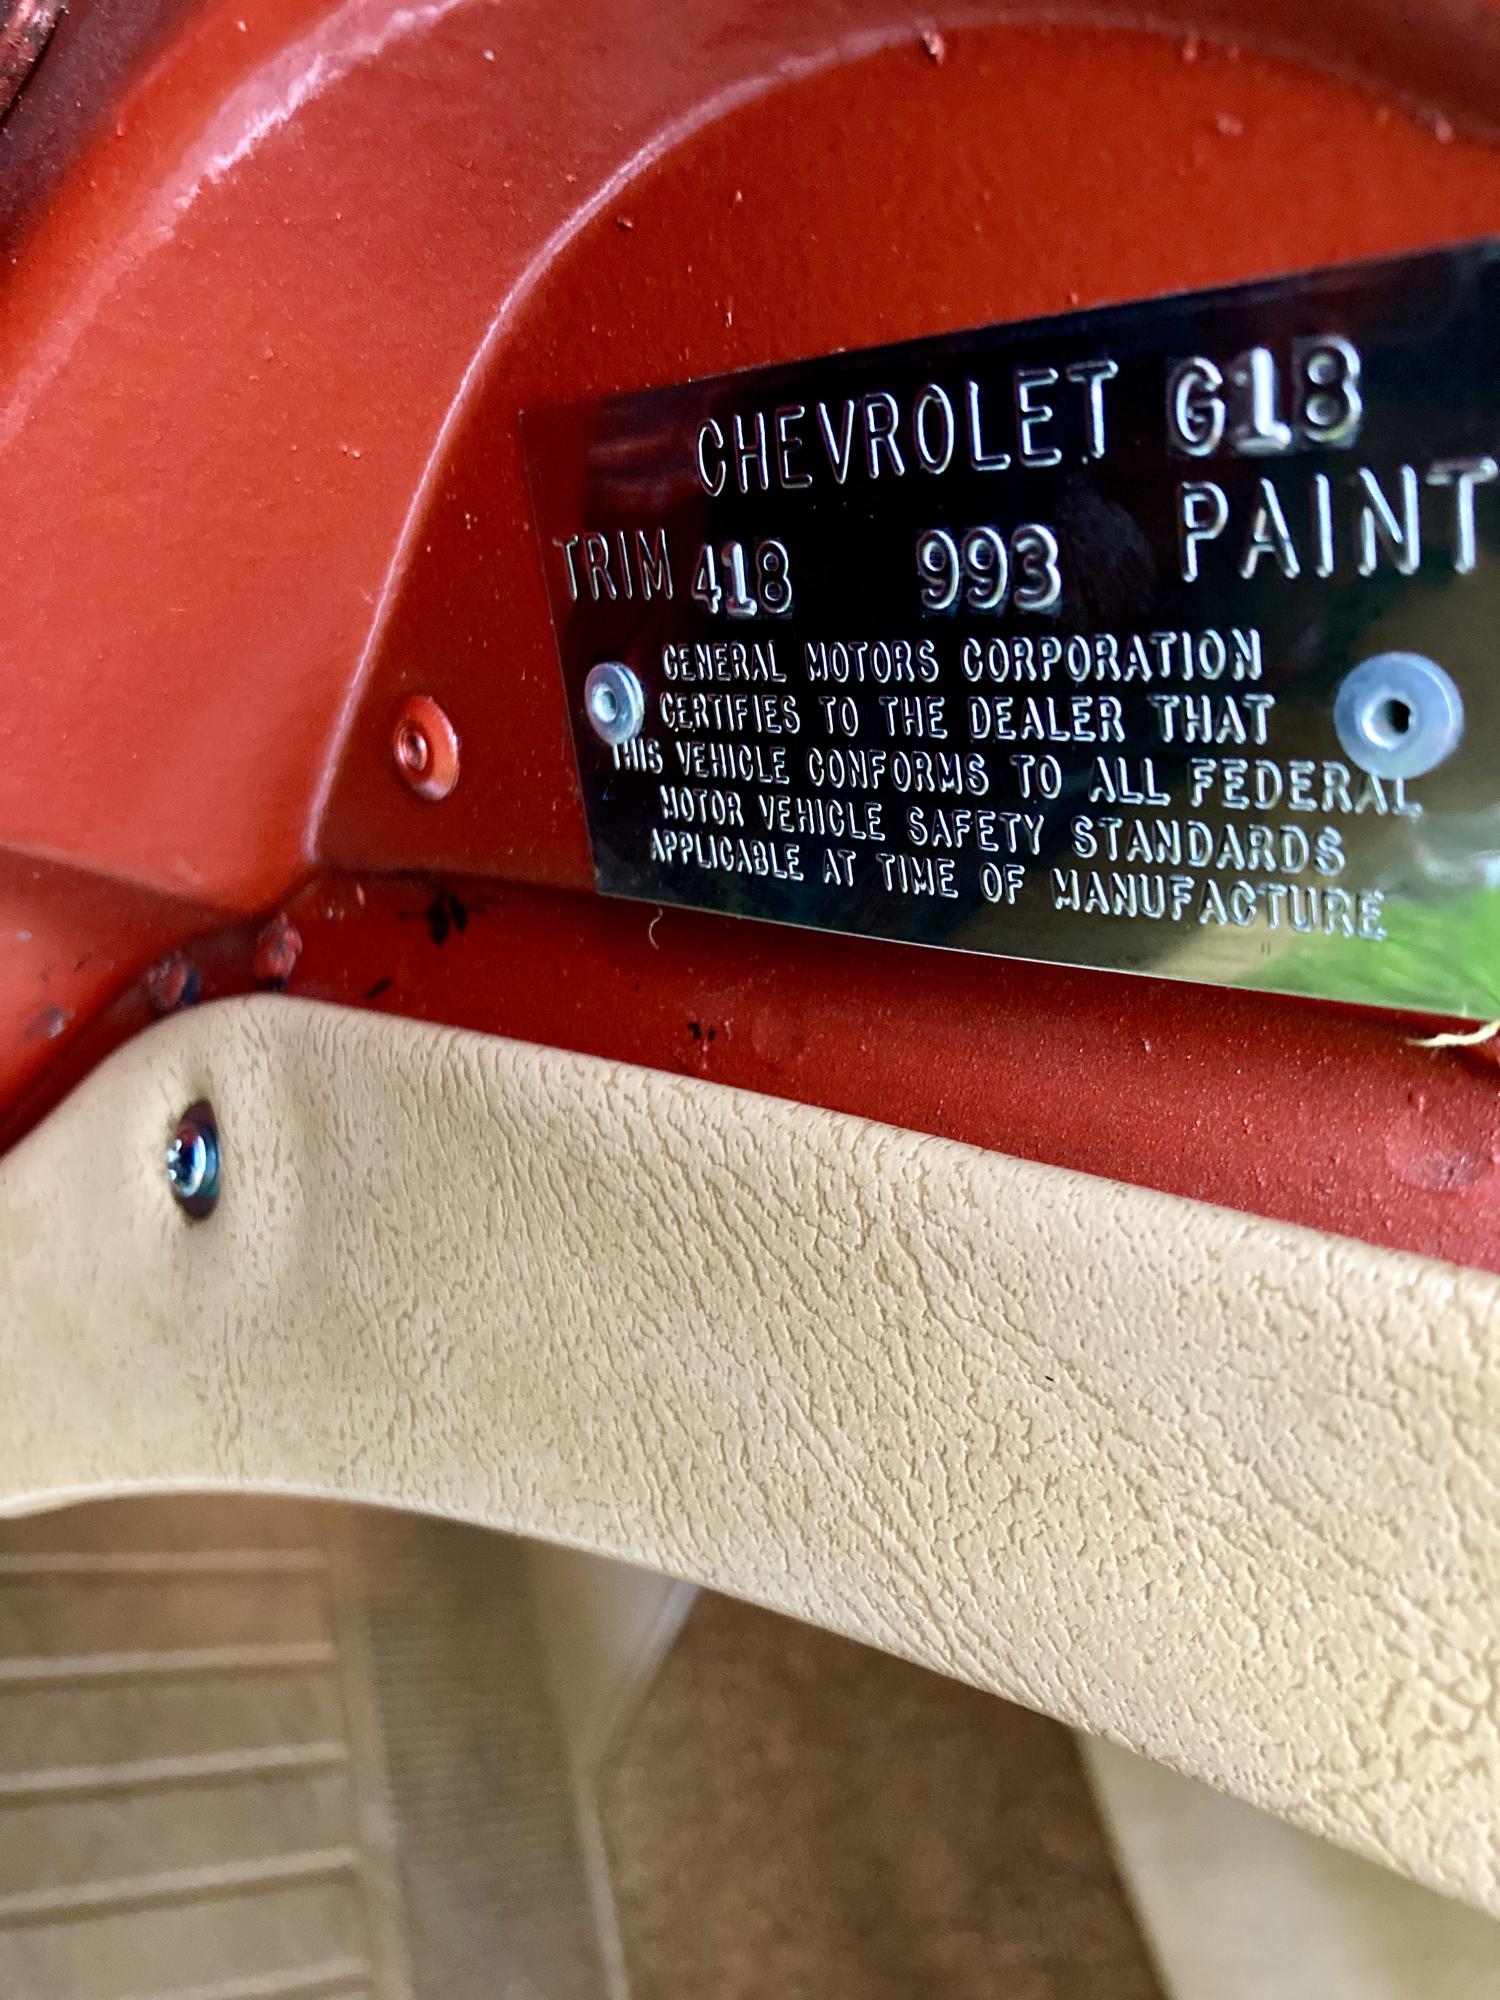 CHEVROLET G18
TRIM 418 993 PAINT
GENERAL MOTORS CORPORATION
CERTIFIES TO THE DEALER THAT
THIS VEHICLE CONFORMS TO ALL FEDERAL
MOTOR VEHICLE SAFETY STANDARDS
APPLICABLE AT TIME OF MANUFACTURE